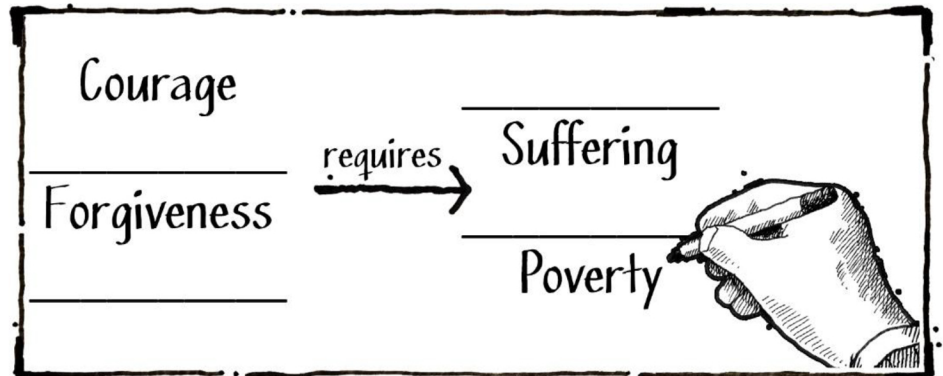 Courage
Forgiveness
requires
Suffering
Poverty